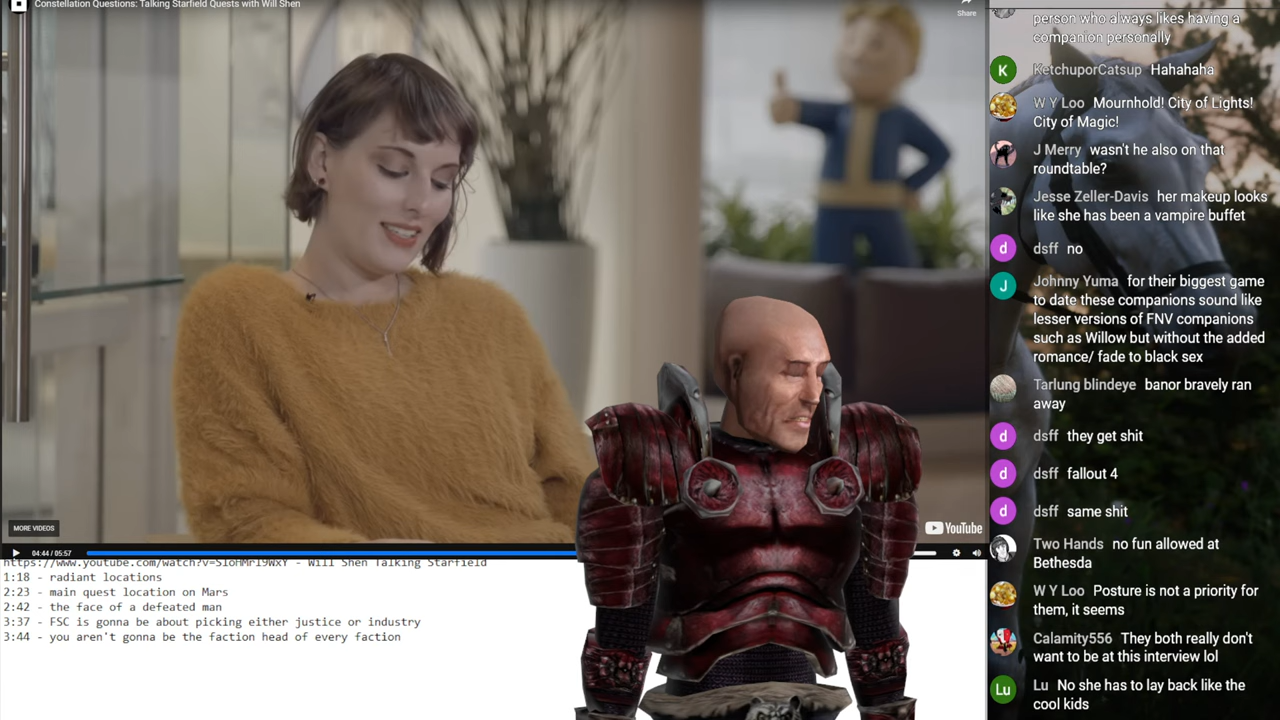 Constellation Questions: Talking Starfield Quests with Will Shen
Share
MORE VIDEOS
YouTube
04:44 / 05:57
- Will Shen Talking Starfield
1:18 - radiant locations
2:23 - main quest location on Mars
2:42 - the face of a defeated man
3:37 - FSC is gonna be about picking either justice or industry
3:44 - you aren't gonna be the faction head of every faction
person who always likes having a
companion personally
K
KetchuporCatsup Hahahaha
W Y Loo Mournhold! City of Lights!
City of Magic!
J Merry wasn't he also on that
roundtable?
Jesse Zeller-Davis her makeup looks
like she has been a vampire buffet
d
dsff no
J
Johnny Yuma for their biggest game
to date these companions sound like
lesser versions of FNV companions
such as Willow but without the added
romance/ fade to black sex
Tarlung blindeye banor bravely ran
away
d
dsff they get shit
d
dsff fallout 4
d
dsff same shit
Two Hands no fun allowed at
Bethesda
W Y Loo Posture is not a priority for
them, it seems
Calamity556 They both really don't
want to be at this interview lol
Lu
Lu No she has to lay back like the
cool kids